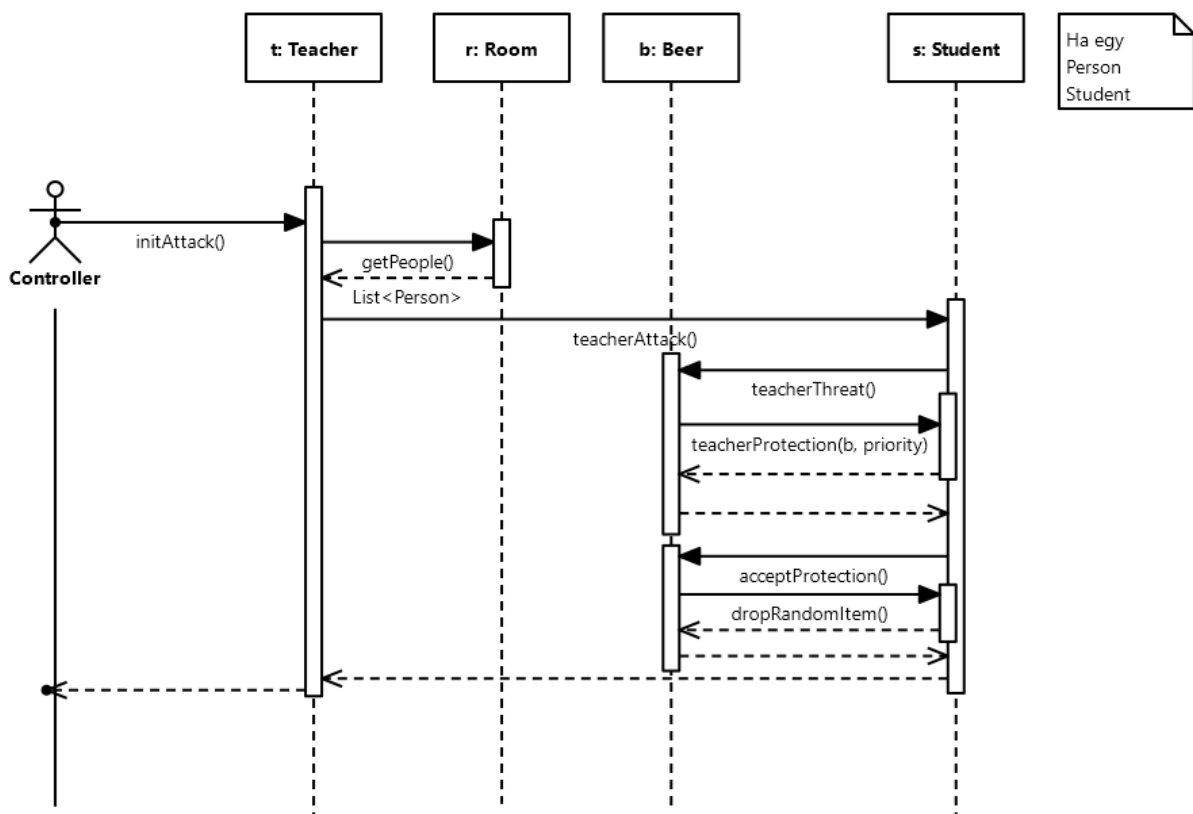 t: Teacher
r: Room
b: Beer
s: Student
Ha egy
Person
Student
initAttack()
Controller
getPeople()
List<Person>
teacherAttack()
teacherThreat()
teacherProtection(b, priority)
acceptProtection()
dropRandomItem()